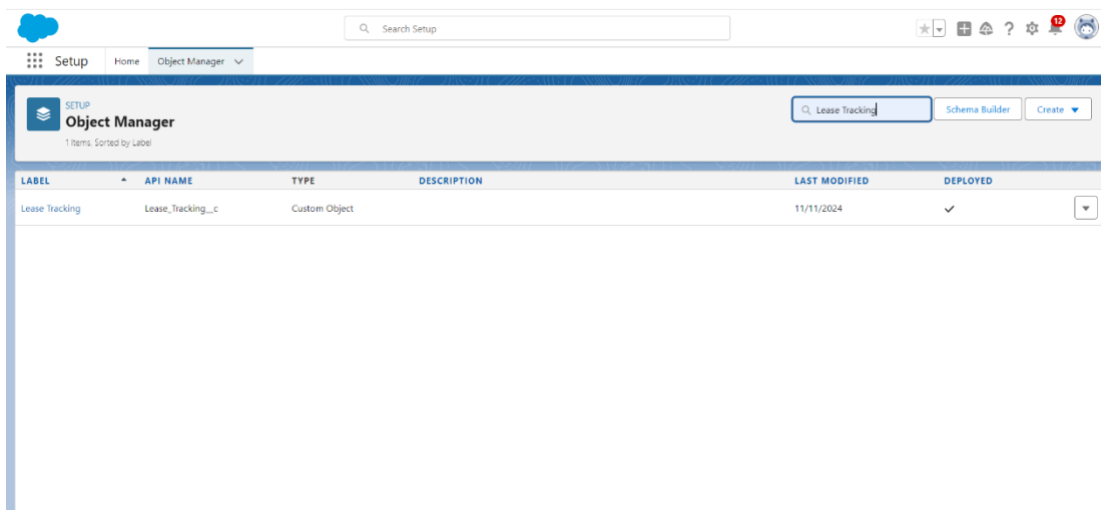 Search Setup
12
Setup Home Object Manager
SETUP
Object Manager
1 Items, Sorted by Label
Lease Tracking
Schema Builder
Create
LABEL API NAME TYPE DESCRIPTION LAST MODIFIED DEPLOYED
Lease Tracking Lease_Tracking__c Custom Object 11/11/2024